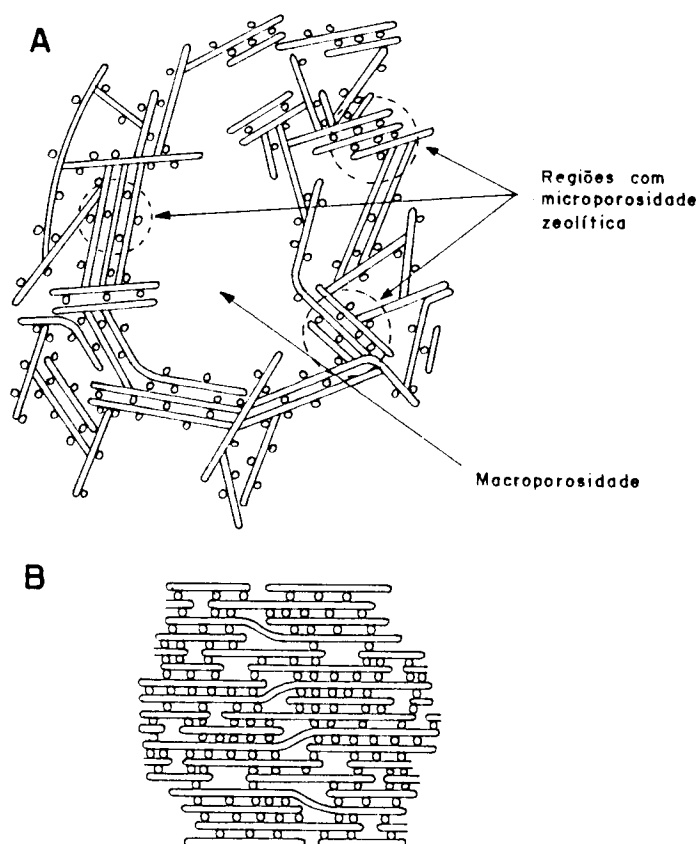 A
Regiões com
microporosidade
zeolítica
Macroporosidade
B